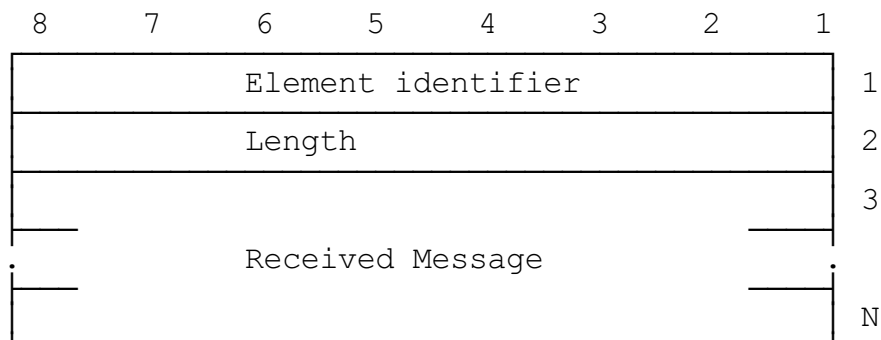 8 7 6 5 4 3 2 1
Element identifier 1
Length 2
3
. Received Message .
N